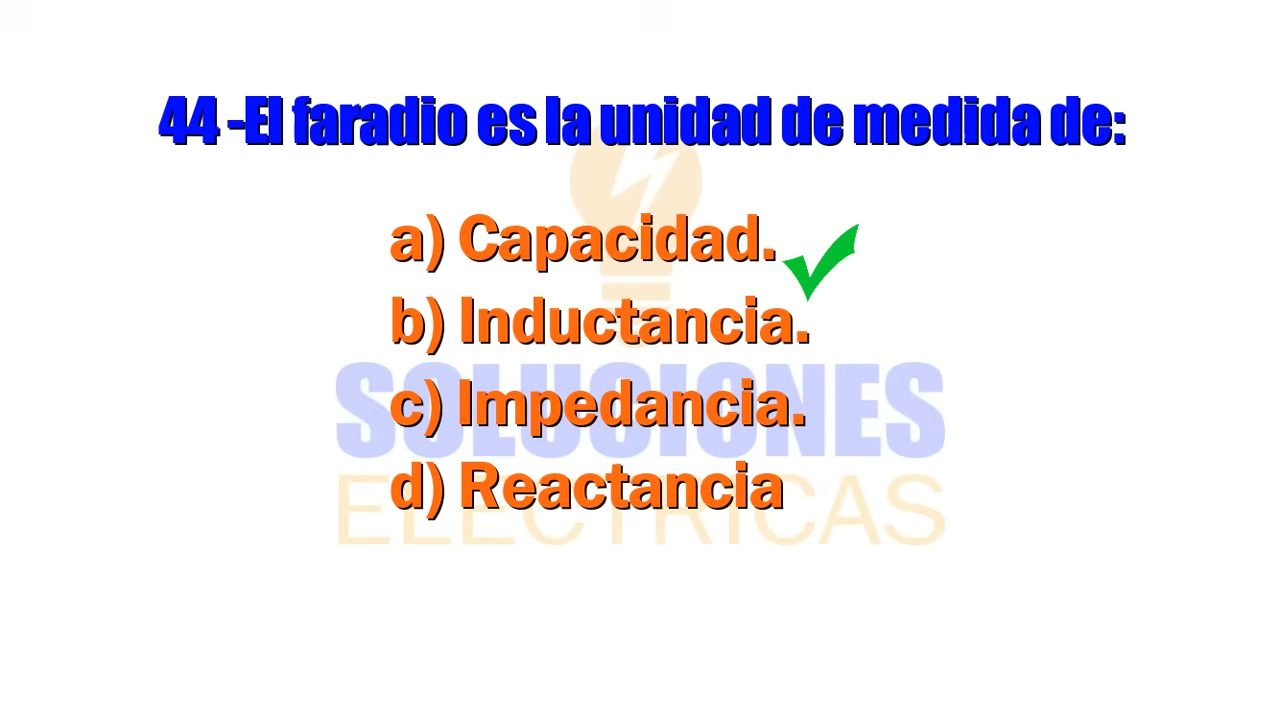 44 -El faradio es la unidad de medida de:
a) Capacidad.
b) Inductancia.
c) Impedancia.
d) Reactancia
SOLUCIONES
ELECTRICAS